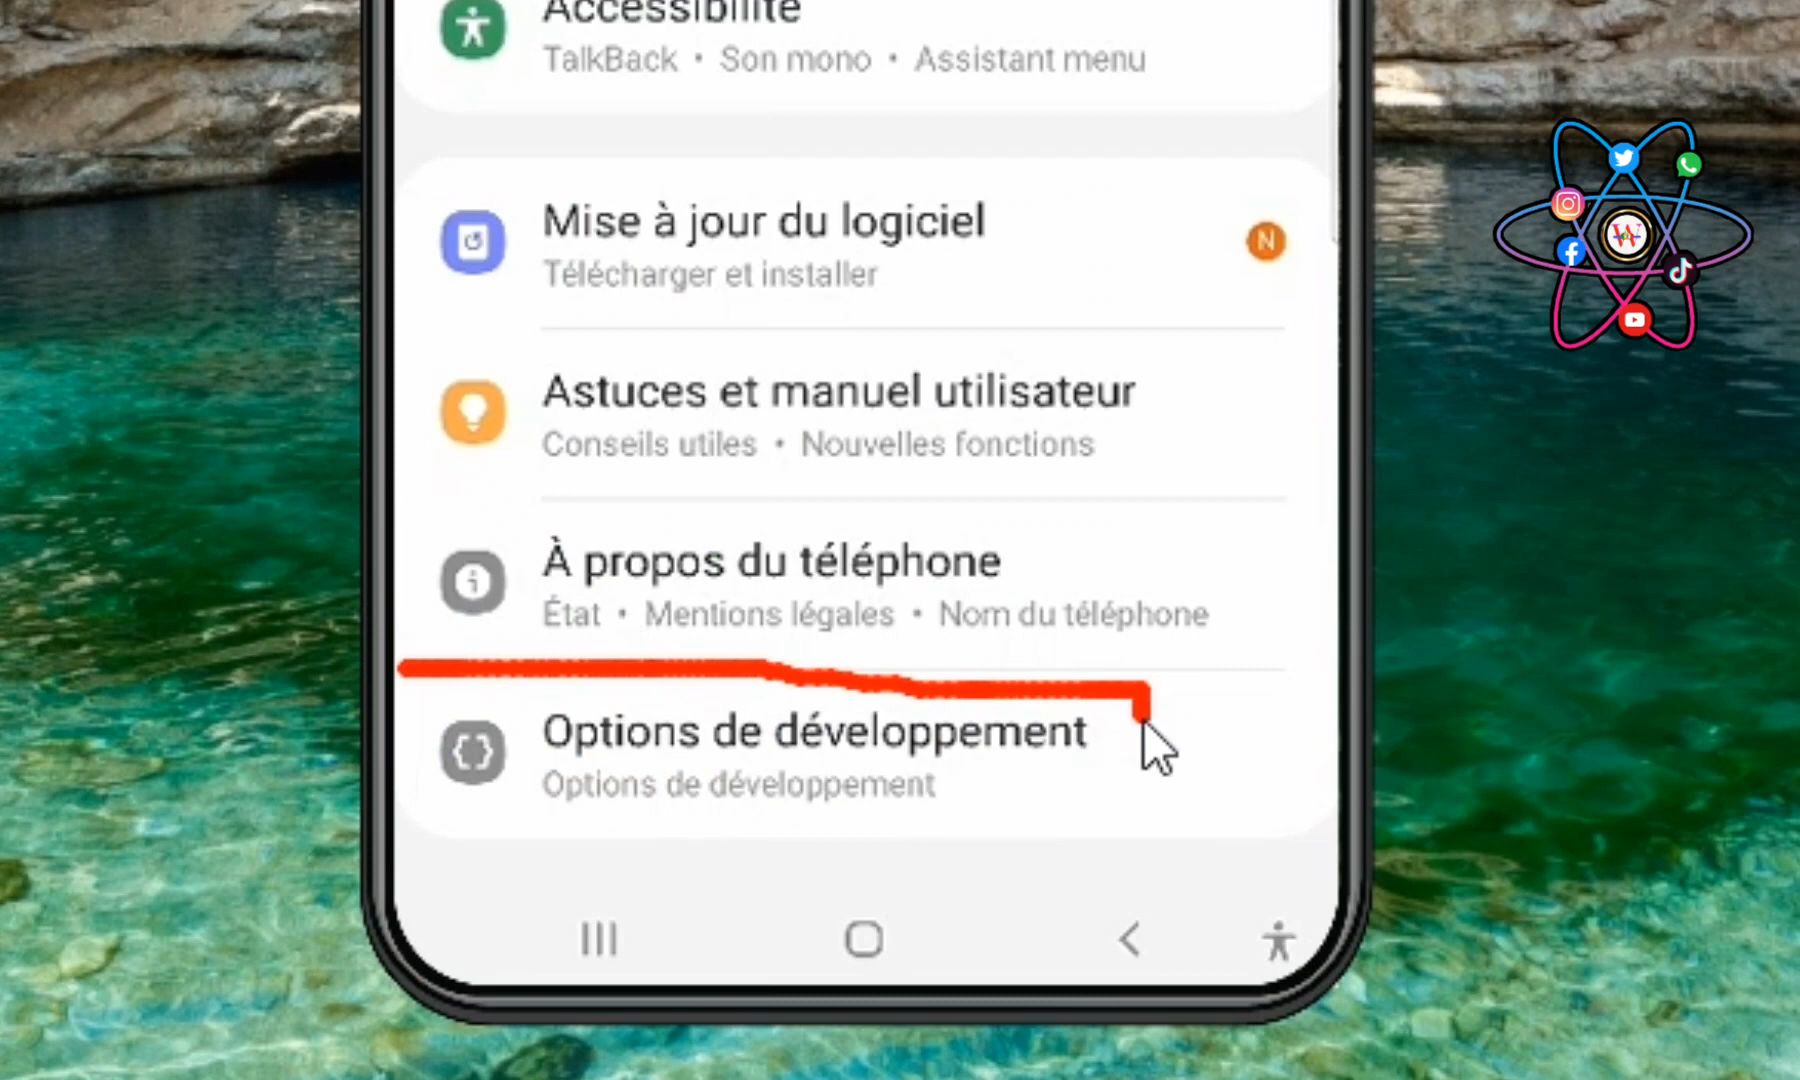 Accessibilité
TalkBack • Son mono • Assistant menu
Mise à jour du logiciel
N
Télécharger et installer
Astuces et manuel utilisateur
Conseils utiles • Nouvelles fonctions
À propos du téléphone
État • Mentions légales • Nom du téléphone
Options de développement
Options de développement